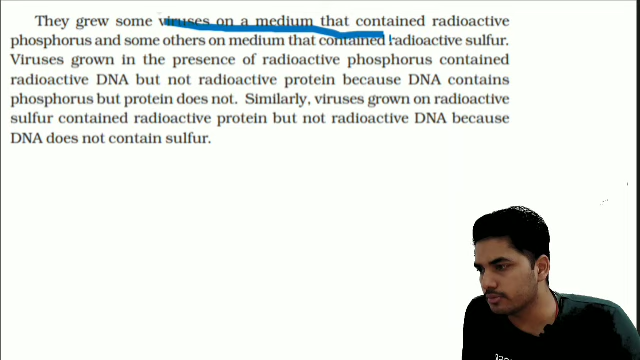 They grew some viruses on a medium that contained radioactive
phosphorus and some others on medium that contained radioactive sulfur.
Viruses grown in the presence of radioactive phosphorus contained
radioactive DNA but not radioactive protein because DNA contains
phosphorus but protein does not. Similarly, viruses grown on radioactive
sulfur contained radioactive protein but not radioactive DNA because
DNA does not contain sulfur.